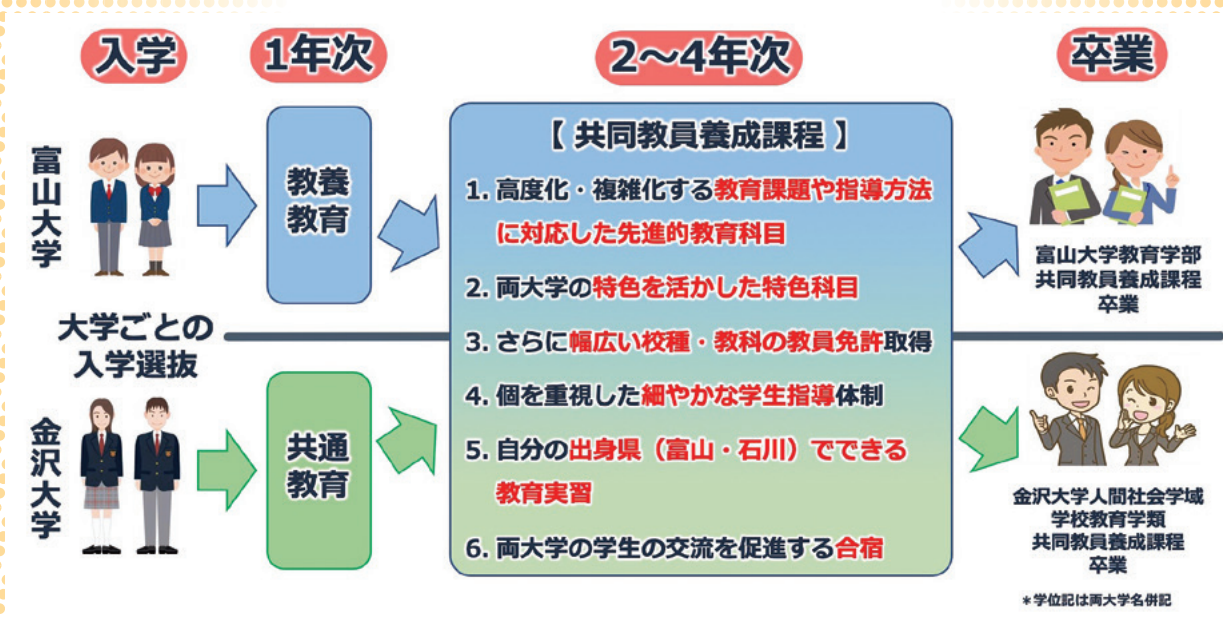 入学
1年次
2～4年次
卒業
富山大学
教養
教育
【 共同教員養成課程 】
1. 高度化・複雑化する教育課題や指導方法
に対応した先進的教育科目
2. 両大学の特色を活かした特色科目
3. さらに幅広い校種・教科の教員免許取得
4. 個を重視した細やかな学生指導体制
5. 自分の出身県（富山・石川）でできる
教育実習
6. 両大学の学生の交流を促進する合宿
富山大学教育学部
共同教員養成課程
卒業
大学ごとの
入学選抜
金沢大学
共通
教育
金沢大学人間社会学域
学校教育学類
共同教員養成課程
卒業
＊学位記は両大学名併記